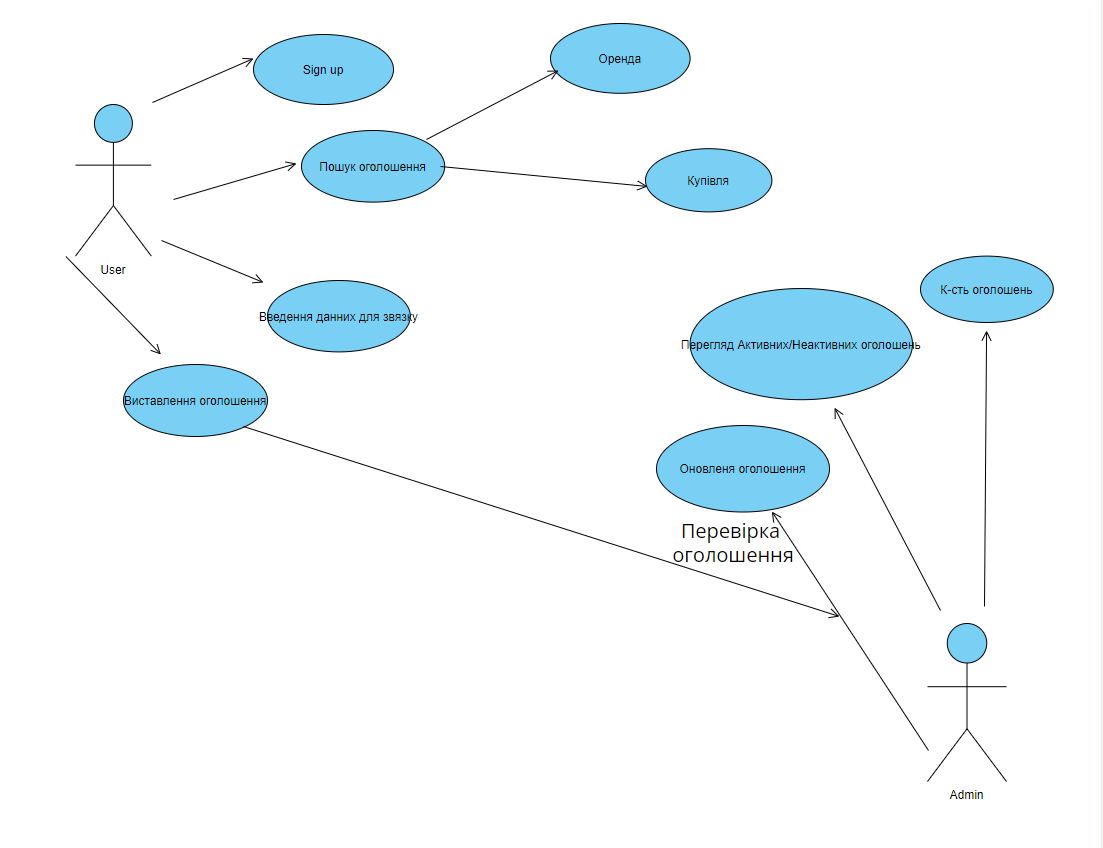 Оренда
Sign up
Пошук оголошення
Купівля
User
К-сть оголошень
Введення данних для звязку
Перегляд Активних/Неактивних оголошень
Виставлення оголошення
Оновленя оголошення
Перевірка
оголошення
Admin